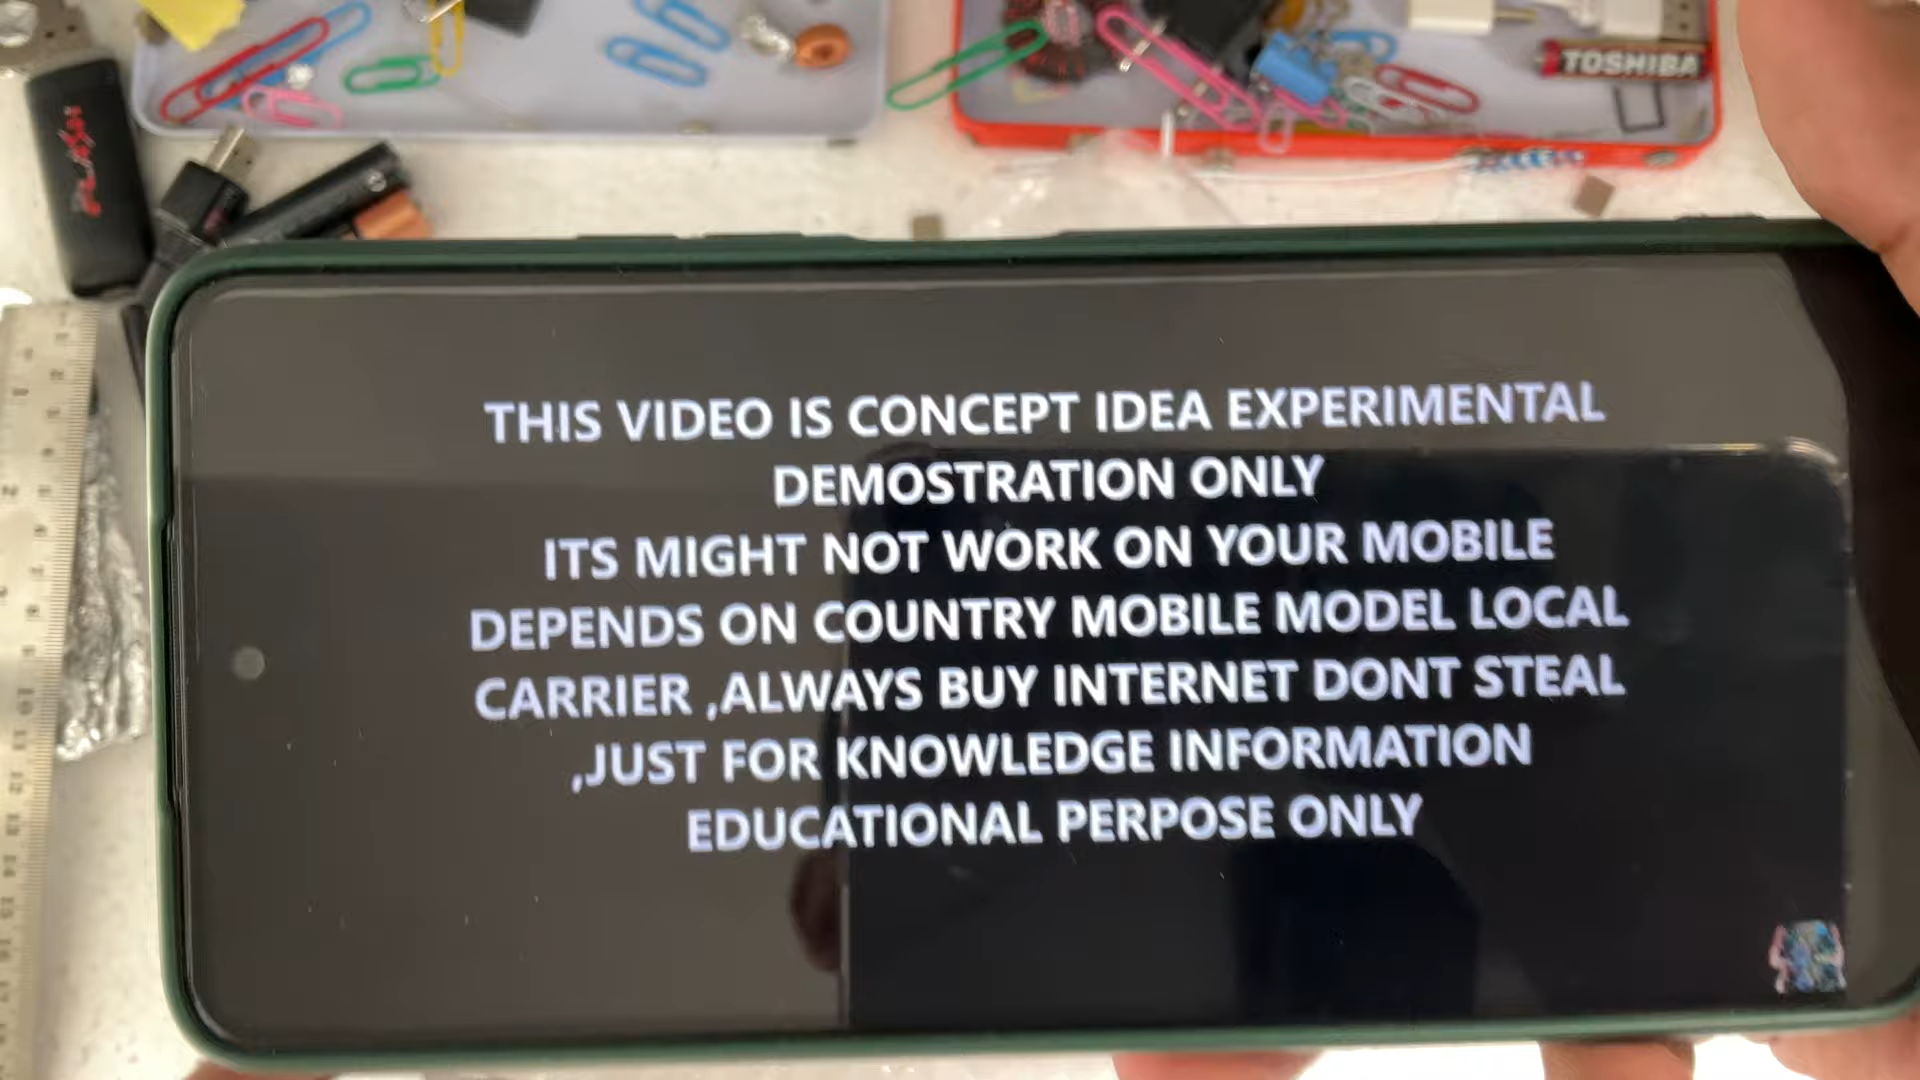 TOSHIBA
THIS VIDEO IS CONCEPT IDEA EXPERIMENTAL
DEMOSTRATION ONLY
ITS MIGHT NOT WORK ON YOUR MOBILE
DEPENDS ON COUNTRY MOBILE MODEL LOCAL
CARRIER ,ALWAYS BUY INTERNET DONT STEAL
,JUST FOR KNOWLEDGE INFORMATION
EDUCATIONAL PERPOSE ONLY